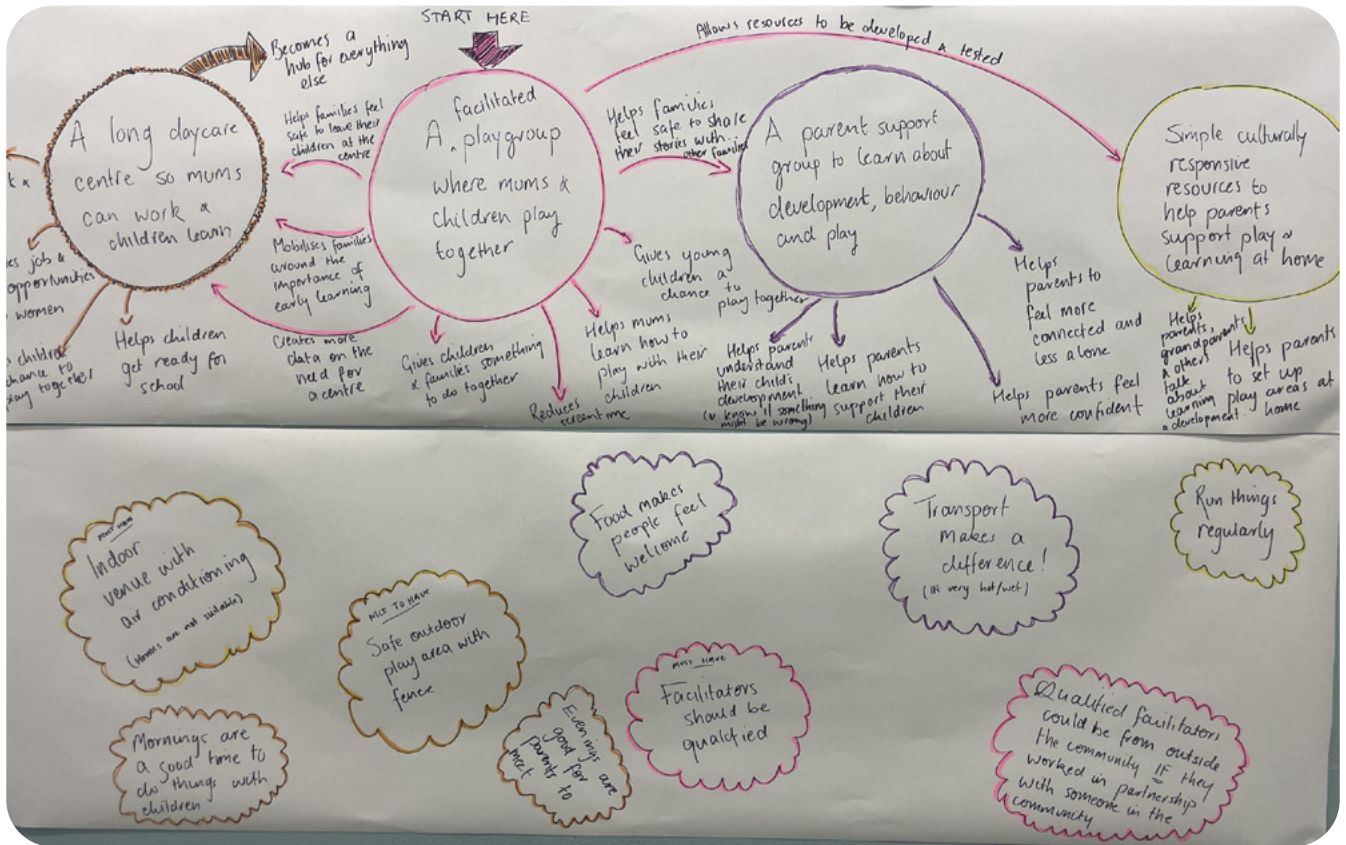 START HERE
Allows resources to be developed & tested
Becomes a
hub for everything
else
A long daycare
centre so mums
can work &
children learn
k &
es job &
opportunities
women
s children
chance to
play together
Helps children
get ready for
school
Helps families feel
safe to leave their
children at the
centre
Mobilises families
around the
importance of
early learning
Creates more
data on the
need for
a centre
facilitated
A playgroup
where mums &
children play
together
Gives children
& families something
to do together
Reduces
screentime
Helps mums
learn how to
play with their
children
Gives young
children a
chance to
play together
Helps families
feel safe to share
their stories with..
other families
A parent support
group to learn about
development, behaviour
and play
Helps parents
understand
their child's
development
(& know if something
might be wrong)
Helps parents
learn how to
support their
children
Helps parents feel
more confident
Helps
parents to
feel more
connected and
less alone
Simple culturally
responsive
resources to
help parents
support play &
learning at home
Helps
parents,
grandparents
& others
talk
about
learning
& development
Helps parents
to set up
play areas at
home
MUST HAVE
Indoor
venue with
air conditioning
(Homes are not suitable)
NICE TO HAVE
Safe outdoor
play area with
fence
Food makes
people feel
welcome
Transport
makes a
difference!
(IF very hot/wet)
Run things
regularly
Mornings are
a good time to
do things with
children
Evenings are
good for
parents to
meet
MUST HAVE
Facilitators
should be
qualified
Qualified facilitators
could be from outside
the community IF they
worked in partnership
with someone in the
community